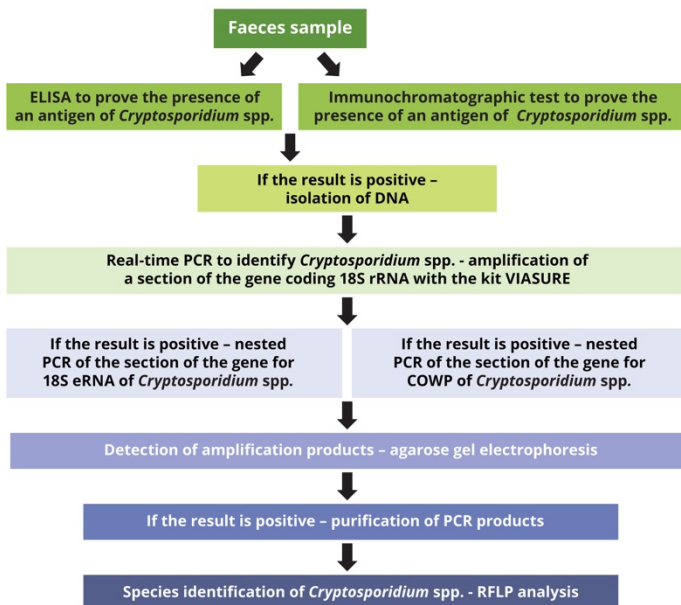 Faeces sample
ELISA to prove the presence of
an antigen of Cryptosporidium spp.
Immunochromatographic test to prove the
presence of an antigen of Cryptosporidium spp.
If the result is positive –
isolation of DNA
Real-time PCR to identify Cryptosporidium spp. - amplification of
a section of the gene coding 18S rRNA with the kit VIASURE
If the result is positive – nested
PCR of the section of the gene for
18S eRNA of Cryptosporidium spp.
If the result is positive – nested
PCR of the section of the gene for
COWP of Cryptosporidium spp.
Detection of amplification products – agarose gel electrophoresis
If the result is positive – purification of PCR products
Species identification of Cryptosporidium spp. - RFLP analysis